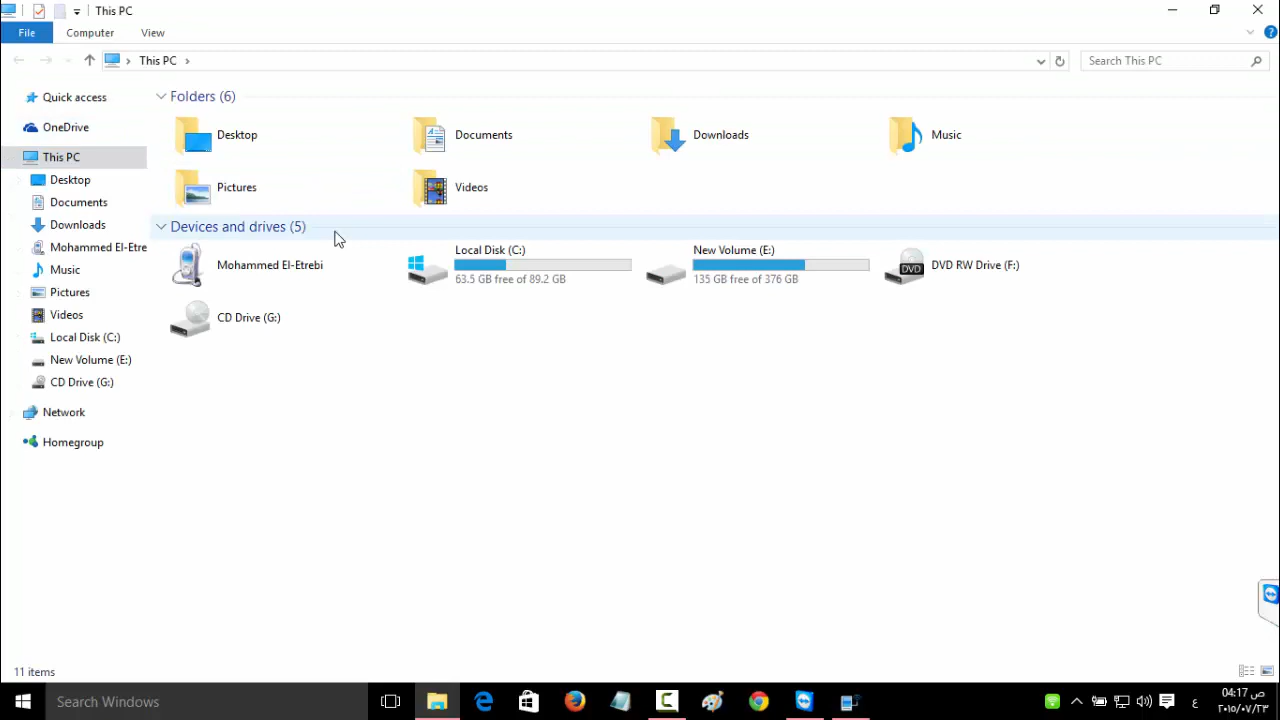 This PC
File
Computer
View
This PC
Search This PC
Quick access
OneDrive
This PC
Desktop
Documents
Downloads
Mohammed El-Etre
Music
Pictures
Videos
Local Disk (C:)
New Volume (E:)
CD Drive (G:)
Network
Homegroup
Folders (6)
Desktop
Documents
Downloads
Music
Pictures
Videos
Devices and drives (5)
Mohammed El-Etrebi
Local Disk (C:)
63.5 GB free of 89.2 GB
New Volume (E:)
135 GB free of 376 GB
DVD
DVD RW Drive (F:)
CD Drive (G:)
11 items
Search Windows
ع
04:17 ص
٢٠١٥/٠٧/٢٣